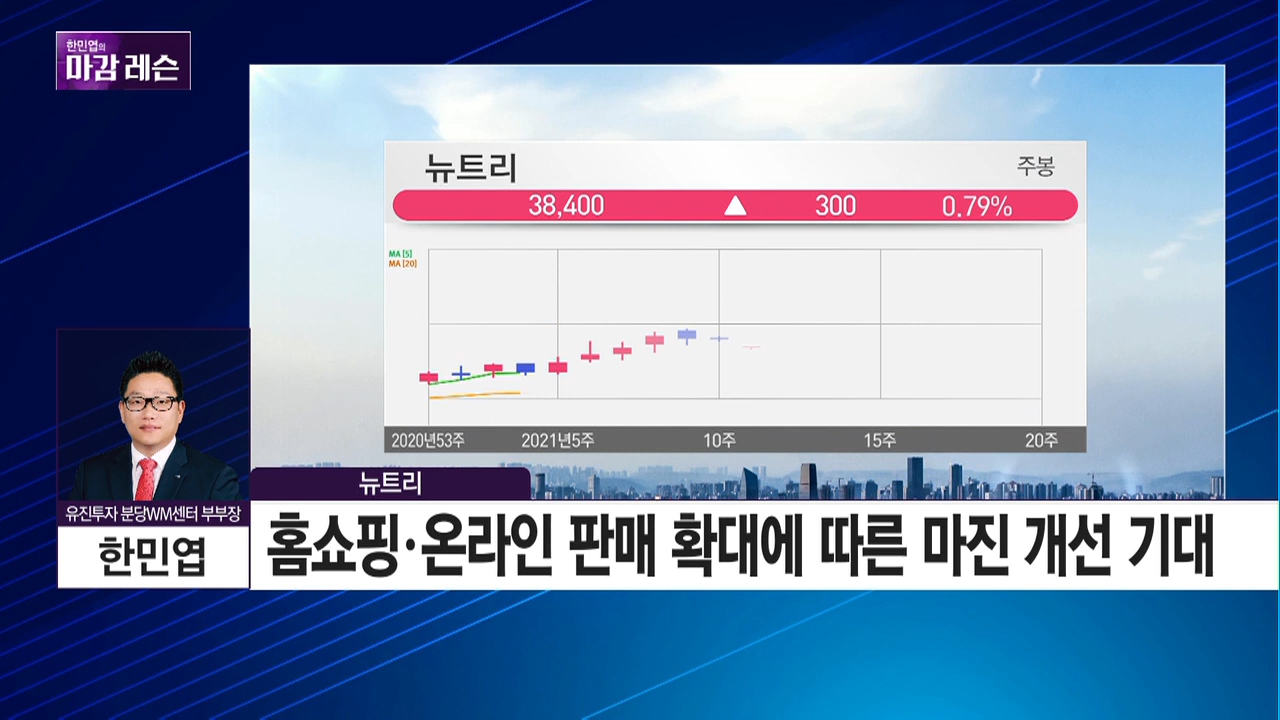 한민엽의
마감 레슨
뉴트리
주봉
38,400 ▲ 300 0.79%
MA [5]
MA [20]
2020년53주 2021년5주 10주 15주 20주
뉴트리
유진투자 분당WM센터 부부장
한민엽
홈쇼핑·온라인 판매 확대에 따른 마진 개선 기대